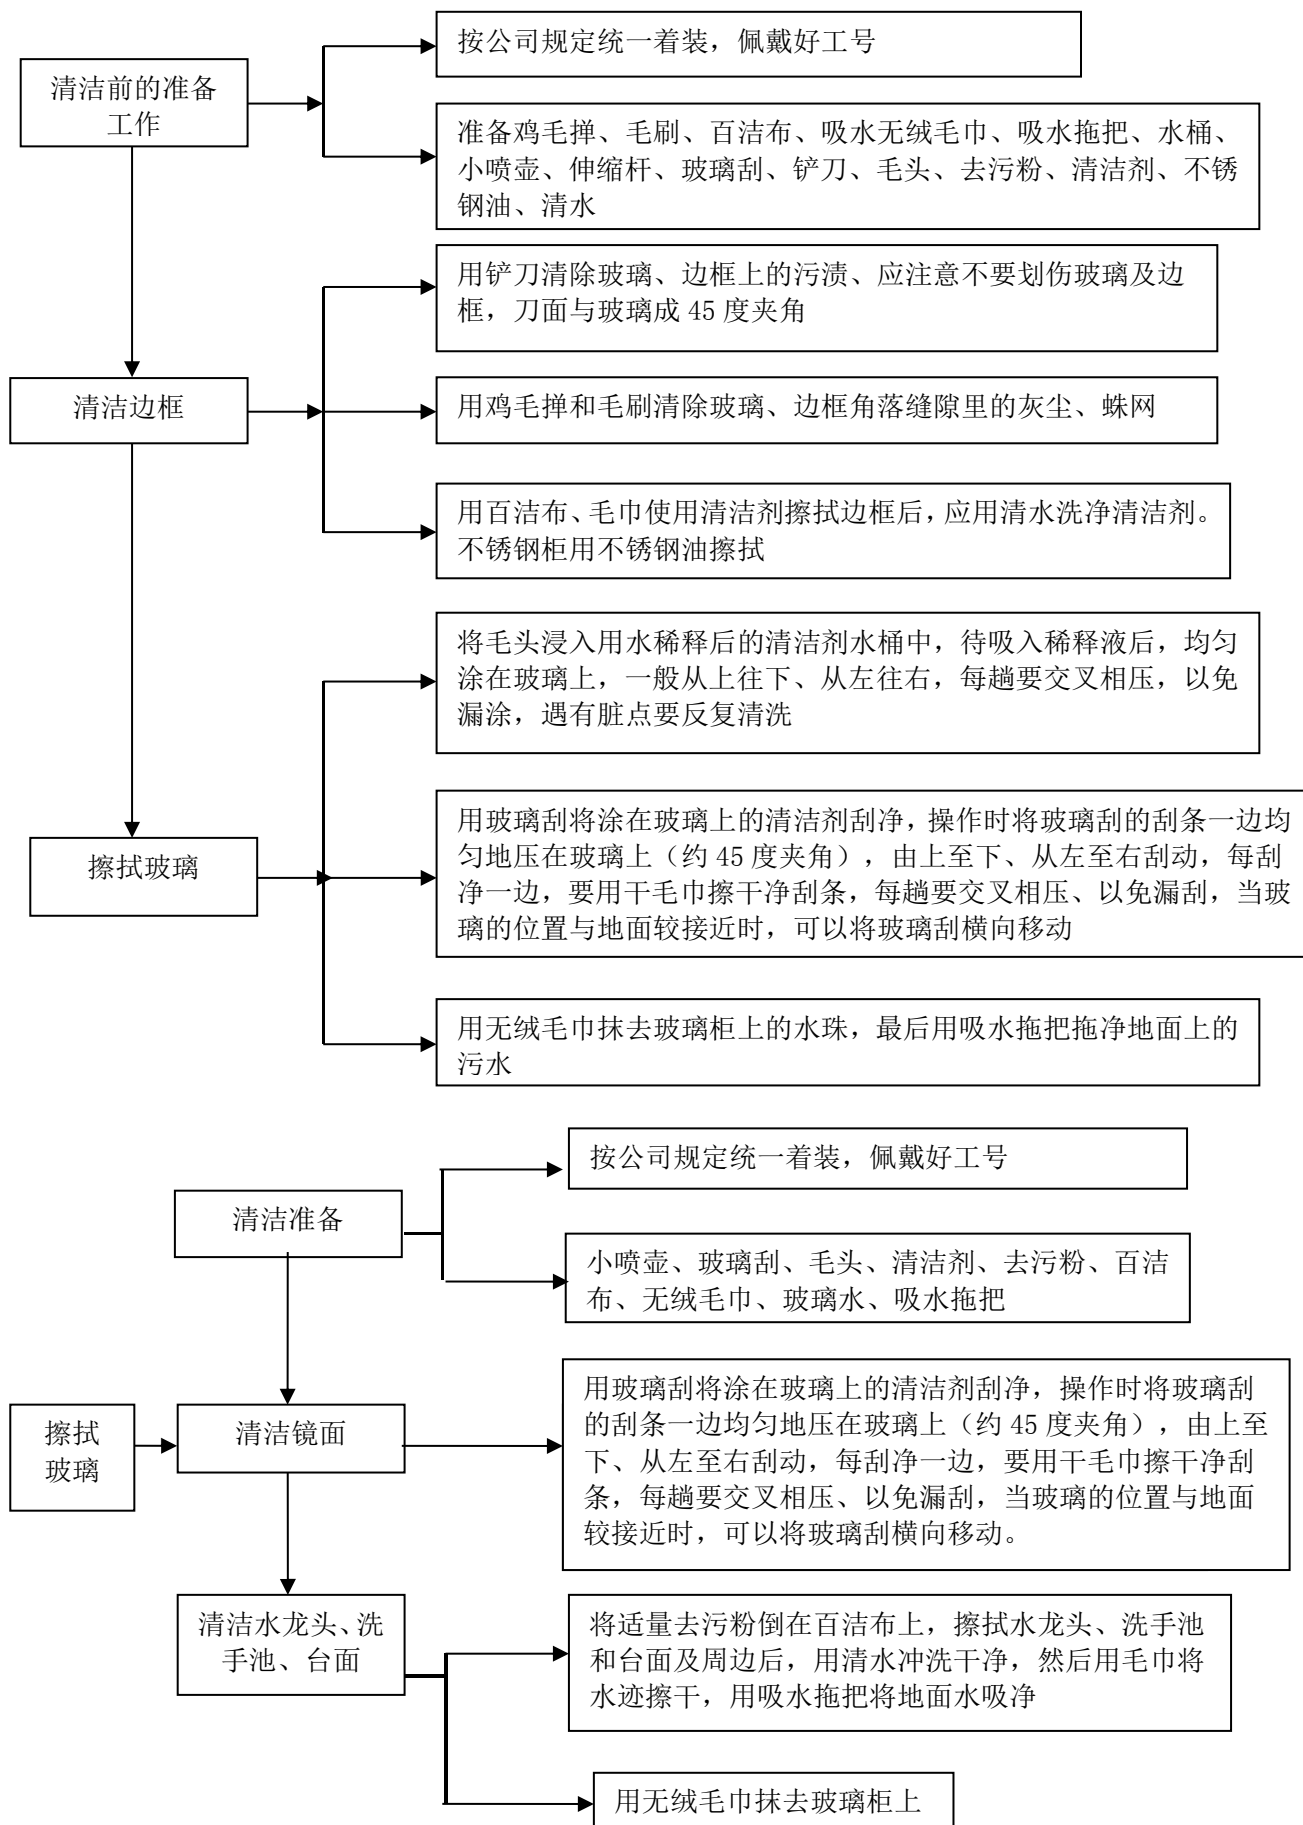 按公司规定统一着装，佩戴好工号
清洁前的准备
工作
准备鸡毛掸、毛刷、百洁布、吸水无绒毛巾、吸水拖把、水桶、
小喷壶、伸缩杆、玻璃刮、铲刀、毛头、去污粉、清洁剂、不锈
钢油、清水
用铲刀清除玻璃、边框上的污渍、应注意不要划伤玻璃及边
框，刀面与玻璃成 45 度夹角
清洁边框
用鸡毛掸和毛刷清除玻璃、边框角落缝隙里的灰尘、蛛网
用百洁布、毛巾使用清洁剂擦拭边框后，应用清水洗净清洁剂。
不锈钢柜用不锈钢油擦拭
将毛头浸入用水稀释后的清洁剂水桶中，待吸入稀释液后，均匀
涂在玻璃上，一般从上往下、从左往右，每趟要交叉相压，以免
漏涂，遇有脏点要反复清洗
擦拭玻璃
用玻璃刮将涂在玻璃上的清洁剂刮净，操作时将玻璃刮的刮条一边均
匀地压在玻璃上（约 45 度夹角），由上至下、从左至右刮动，每刮
净一边，要用干毛巾擦干净刮条，每趟要交叉相压、以免漏刮，当玻
璃的位置与地面较接近时，可以将玻璃刮横向移动
用无绒毛巾抹去玻璃柜上的水珠，最后用吸水拖把拖净地面上的
污水
按公司规定统一着装，佩戴好工号
清洁准备
小喷壶、玻璃刮、毛头、清洁剂、去污粉、百洁
布、无绒毛巾、玻璃水、吸水拖把
擦拭
玻璃
清洁镜面
用玻璃刮将涂在玻璃上的清洁剂刮净，操作时将玻璃刮
的刮条一边均匀地压在玻璃上（约 45 度夹角），由上至
下、从左至右刮动，每刮净一边，要用干毛巾擦干净刮
条，每趟要交叉相压、以免漏刮，当玻璃的位置与地面
较接近时，可以将玻璃刮横向移动。
清洁水龙头、洗
手池、台面
将适量去污粉倒在百洁布上，擦拭水龙头、洗手池
和台面及周边后，用清水冲洗干净，然后用毛巾将
水迹擦干，用吸水拖把将地面水吸净
用无绒毛巾抹去玻璃柜上